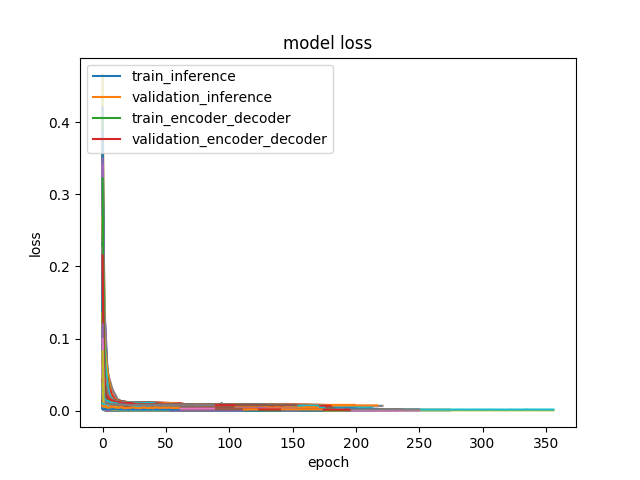 model loss
train_inference
validation_inference
train_encoder_decoder
validation_encoder_decoder
0.4
0.3
0.2
0.1
0.0
loss
0 50 100 150 200 250 300 350
epoch